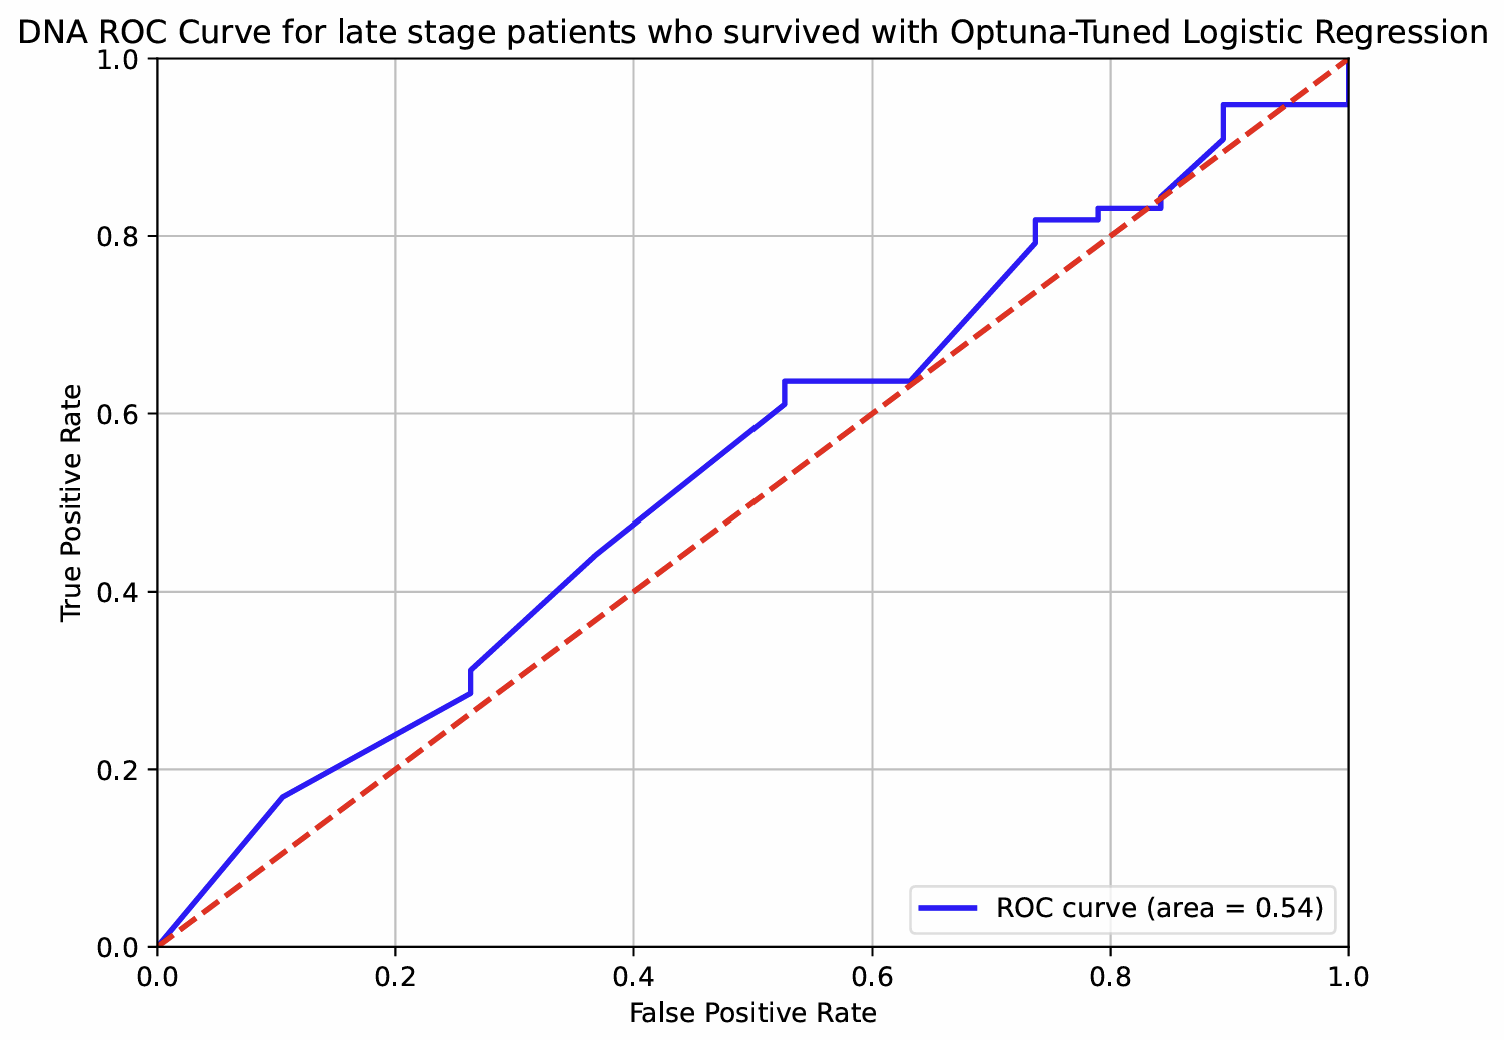 DNA ROC Curve for late stage patients who survived with Optuna-Tuned Logistic Regression
1.0
0.8
0.6
0.4
0.2
0.0
True Positive Rate
ROC curve (area = 0.54)
0.0 0.2 0.4 0.6 0.8 1.0
False Positive Rate